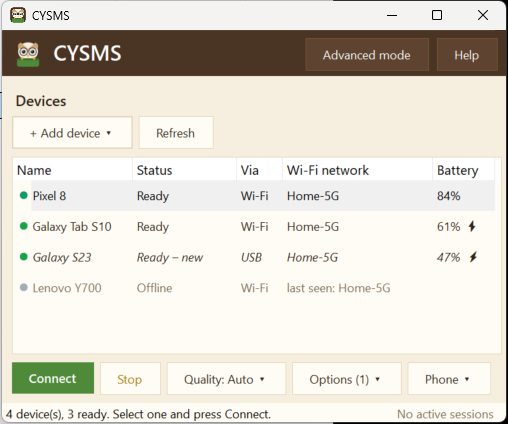 CYSMS
CYSMS Advanced mode Help
Devices
+ Add device ▾ Refresh
Name Status Via Wi-Fi network Battery
Pixel 8 Ready Wi-Fi Home-5G 84%
Galaxy Tab S10 Ready Wi-Fi Home-5G 61%
Galaxy S23 Ready – new USB Home-5G 47%
Lenovo Y700 Offline Wi-Fi last seen: Home-5G
Connect Stop Quality: Auto ▾ Options (1) ▾ Phone ▾
4 device(s), 3 ready. Select one and press Connect. No active sessions